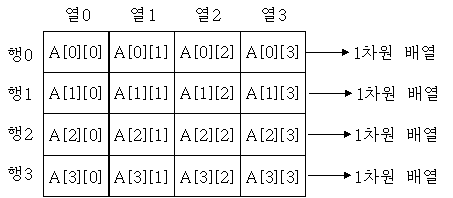 열0 열1 열2 열3
행0 A[0][0] A[0][1] A[0][2] A[0][3] 1차원 배열
행1 A[1][0] A[1][1] A[1][2] A[1][3] 1차원 배열
행2 A[2][0] A[2][1] A[2][2] A[2][3] 1차원 배열
행3 A[3][0] A[3][1] A[3][2] A[3][3] 1차원 배열